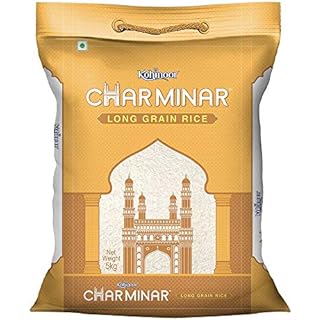 Kohinoor
CHARMINAR
LONG GRAIN RICE
Net
Weight
5kg
Kohinoor
CHARMINAR LONG GRAIN RICE